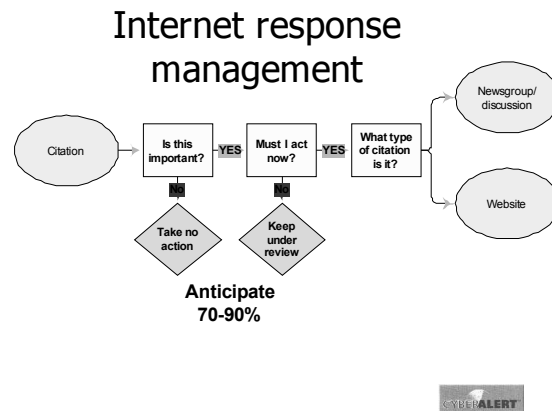 Internet response
management
Citation
Is this
important?
YES
Must I act
now?
YES
What type
of citation
is it?
Newsgroup/
discussion
Website
No
No
Take no
action
Keep
under
review
Anticipate
70-90%
CYBERALERT